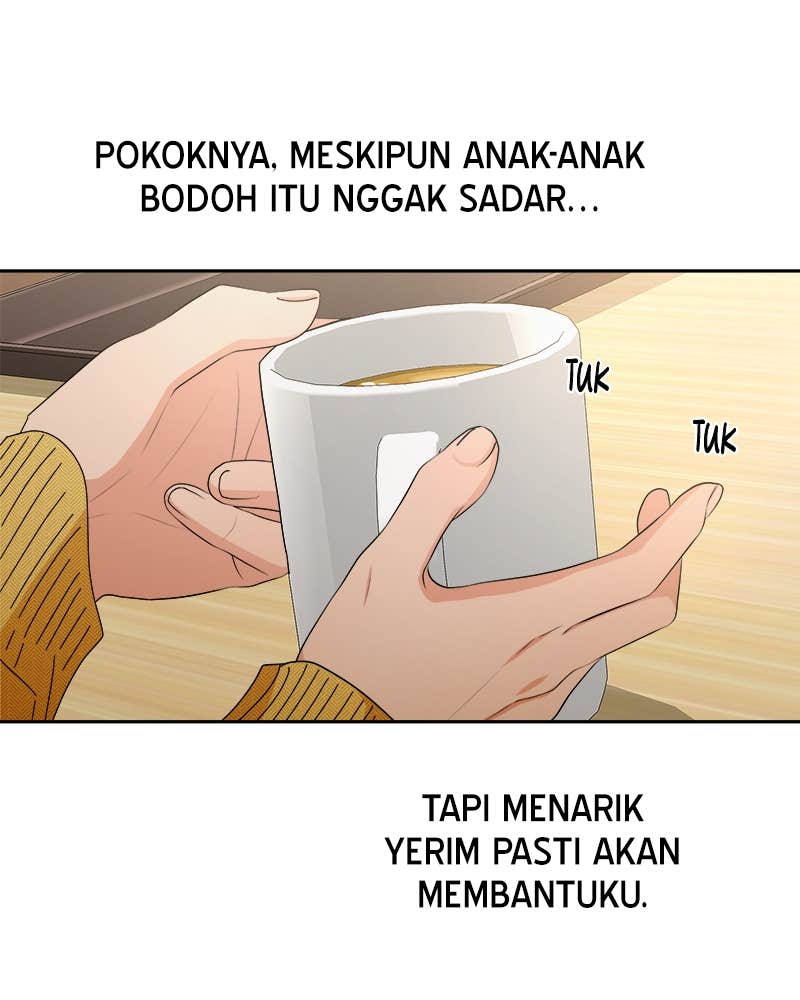 POKOKNYA, MESKIPUN ANAK-ANAK
BODOH ITU NGGAK SADAR...
TUK
TUK
TAPI MENARIK
YERIM PASTI AKAN
MEMBANTUKU.